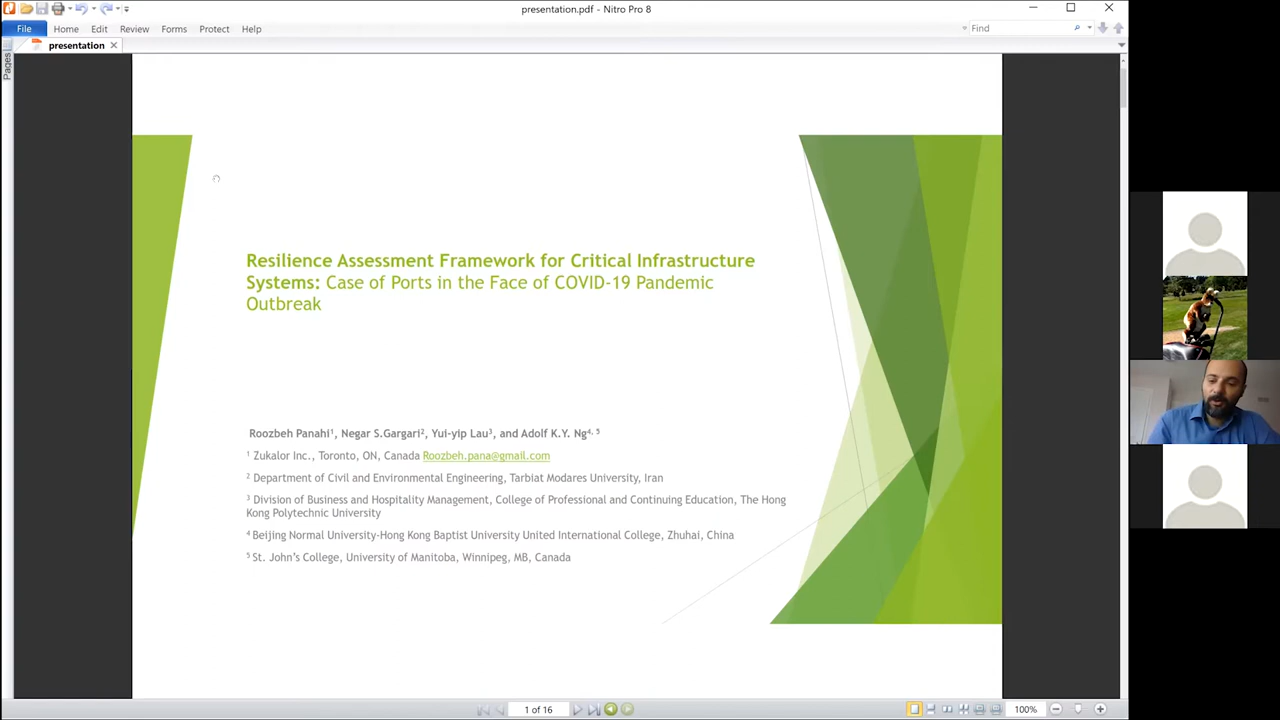 presentation.pdf - Nitro Pro 8
File Home Edit Review Forms Protect Help Find
presentation
Pages
Resilience Assessment Framework for Critical Infrastructure
Systems: Case of Ports in the Face of COVID-19 Pandemic
Outbreak
Roozbeh Panahi¹, Negar S.Gargari², Yui-yip Lau³, and Adolf K.Y. Ng⁴, ⁵
¹ Zukalor Inc., Toronto, ON, Canada Roozbeh.pana@gmail.com
² Department of Civil and Environmental Engineering, Tarbiat Modares University, Iran
³ Division of Business and Hospitality Management, College of Professional and Continuing Education, The Hong
Kong Polytechnic University
⁴ Beijing Normal University-Hong Kong Baptist University United International College, Zhuhai, China
⁵ St. John's College, University of Manitoba, Winnipeg, MB, Canada
1 of 16
100%